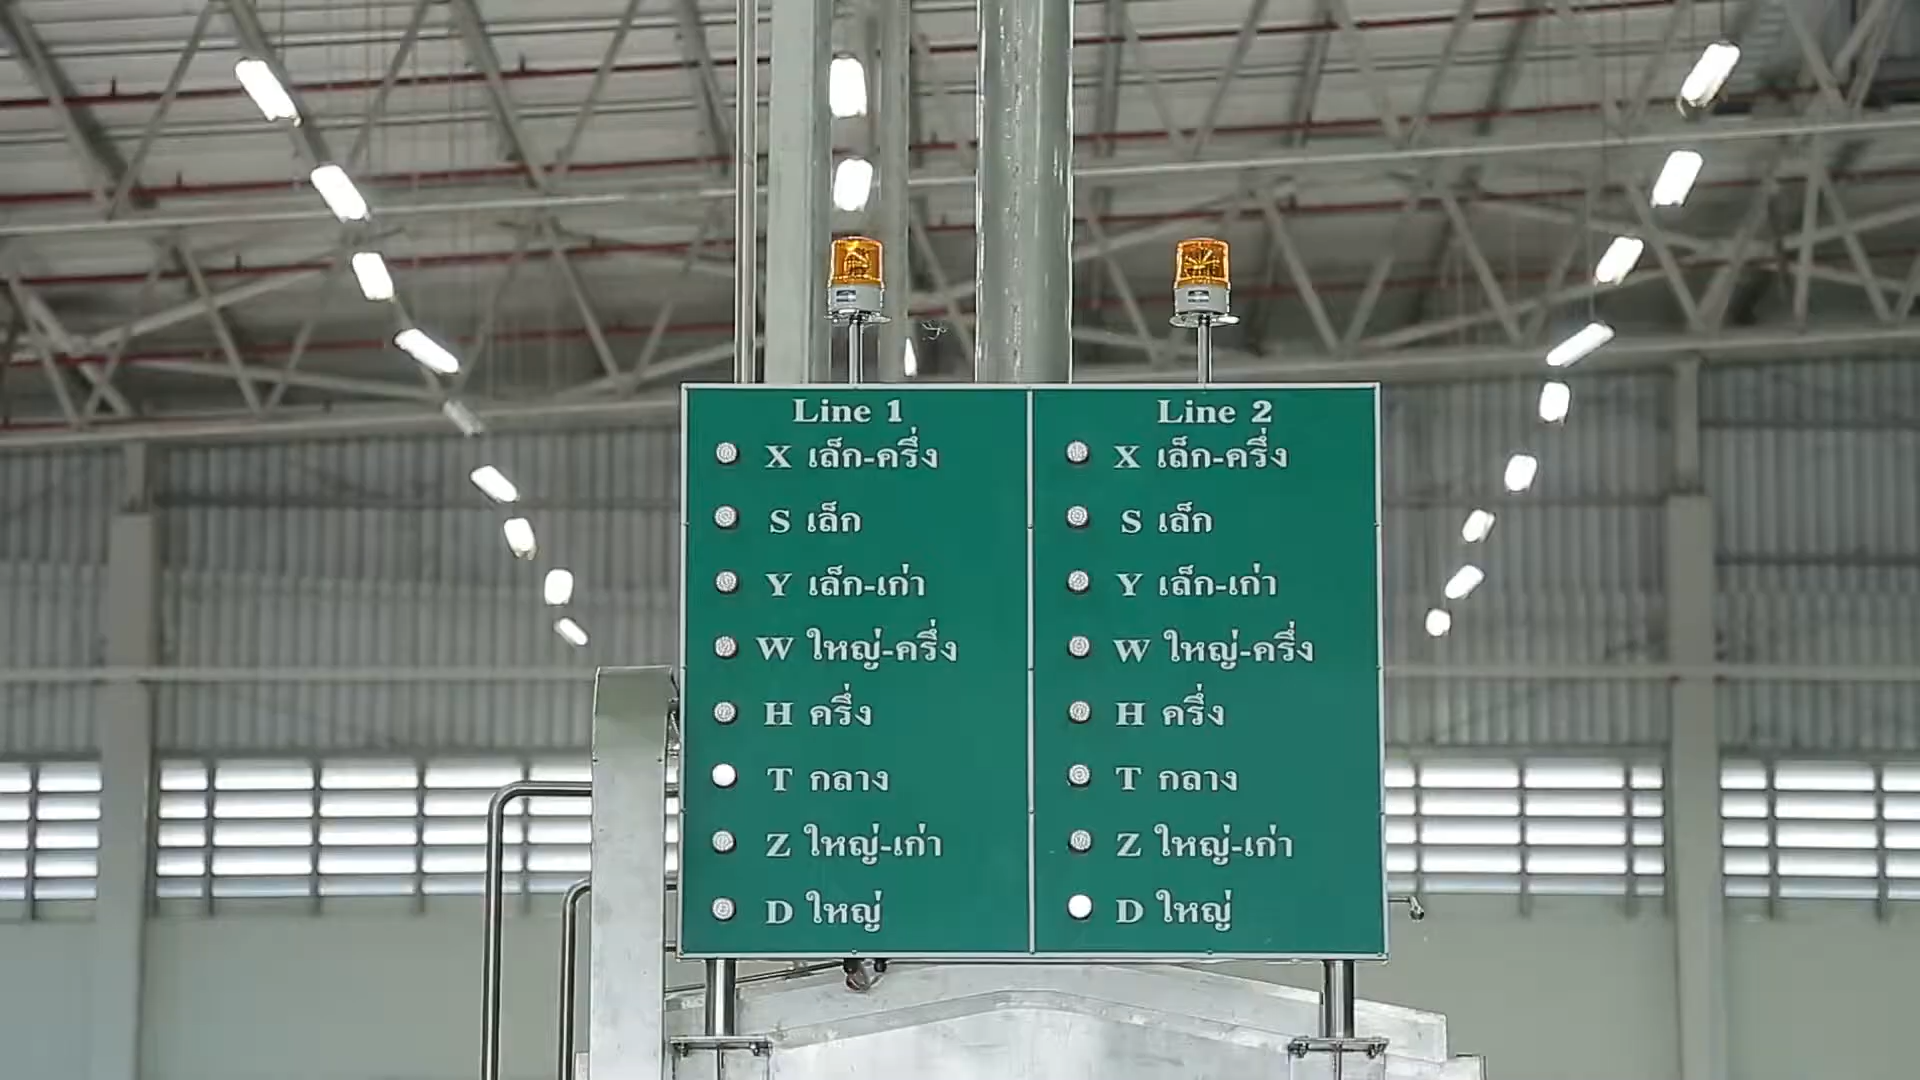 Line 1
X เล็ก-ครึ่ง
S เล็ก
Y เล็ก-เก่า
W ใหญ่-ครึ่ง
H ครึ่ง
T กลาง
Z ใหญ่-เก่า
D ใหญ่
Line 2
X เล็ก-ครึ่ง
S เล็ก
Y เล็ก-เก่า
W ใหญ่-ครึ่ง
H ครึ่ง
T กลาง
Z ใหญ่-เก่า
D ใหญ่